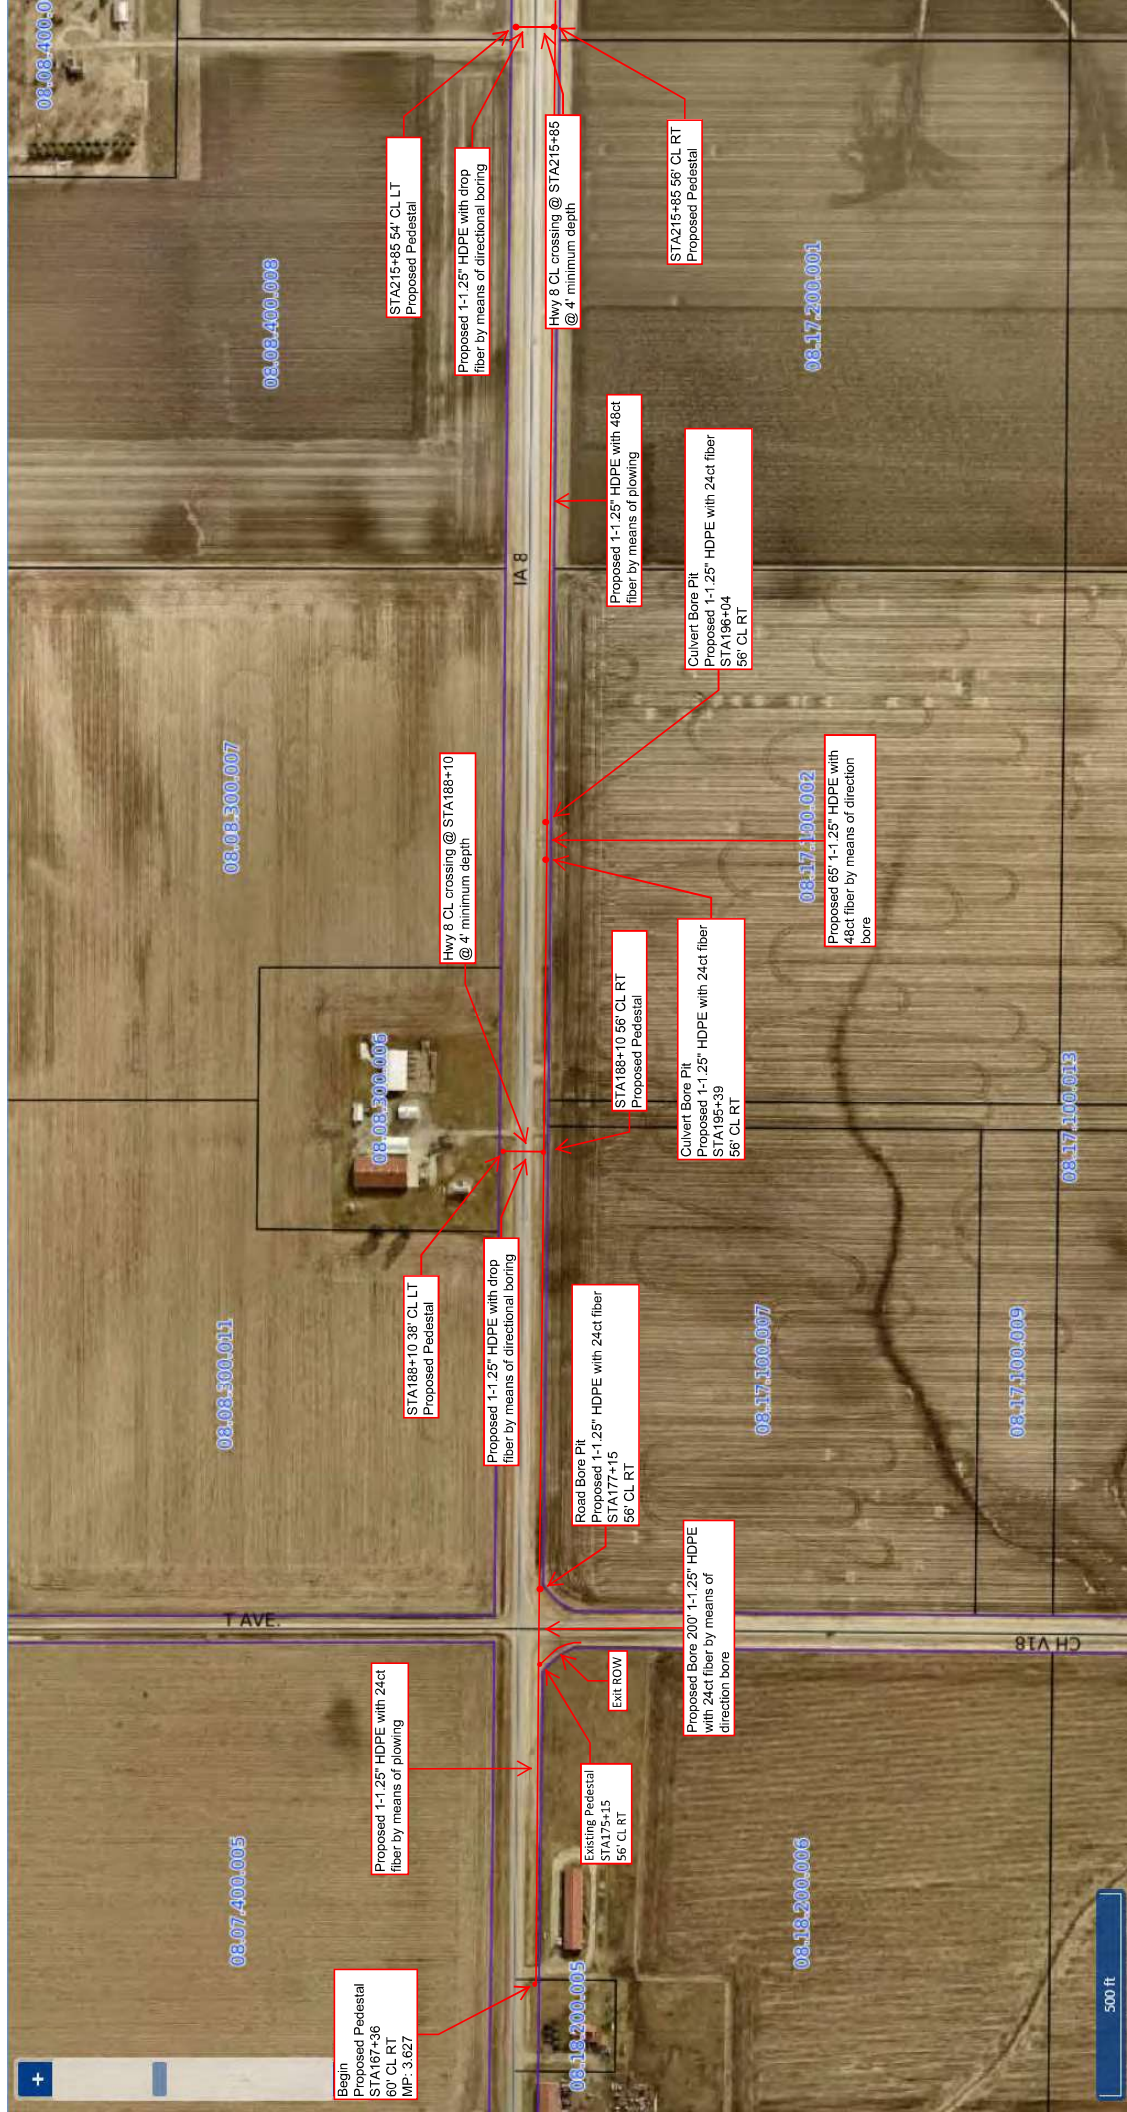 Begin
Proposed Pedestal
STA167+36
60' CL RT
MP: 3.627
Proposed 1-1.25" HDPE with 24ct
fiber by means of plowing
Existing Pedestal
STA175+15
56' CL RT
Exit ROW
Proposed Bore 200' 1-1.25" HDPE
with 24ct fiber by means of
direction bore
Road Bore Pit
Proposed 1-1.25" HDPE with 24ct fiber
STA177+15
56' CL RT
STA188+10 38' CL LT
Proposed Pedestal
Proposed 1-1.25" HDPE with drop
fiber by means of directional boring
Hwy 8 CL crossing @ STA188+10
@ 4' minimum depth
STA188+10 56' CL RT
Proposed Pedestal
Culvert Bore Pit
Proposed 1-1.25" HDPE with 24ct fiber
STA195+39
56' CL RT
Proposed 65' 1-1.25" HDPE with
48ct fiber by means of direction
bore
Culvert Bore Pit
Proposed 1-1.25" HDPE with 24ct fiber
STA196+04
56' CL RT
Proposed 1-1.25" HDPE with 48ct
fiber by means of plowing
STA215+85 54' CL LT
Proposed Pedestal
Proposed 1-1.25" HDPE with drop
fiber by means of directional boring
Hwy 8 CL crossing @ STA215+85
@ 4' minimum depth
STA215+85 56' CL RT
Proposed Pedestal
08.07.400.005
08.08.300.011
08.08.300.007
08.08.300.006
08.08.400.008
08.08.400.0
T AVE.
IA 8
CH V18
08.18.200.005
08.18.200.006
08.17.100.007
08.17.100.009
08.17.100.002
08.17.100.013
08.17.200.001
+
500 ft